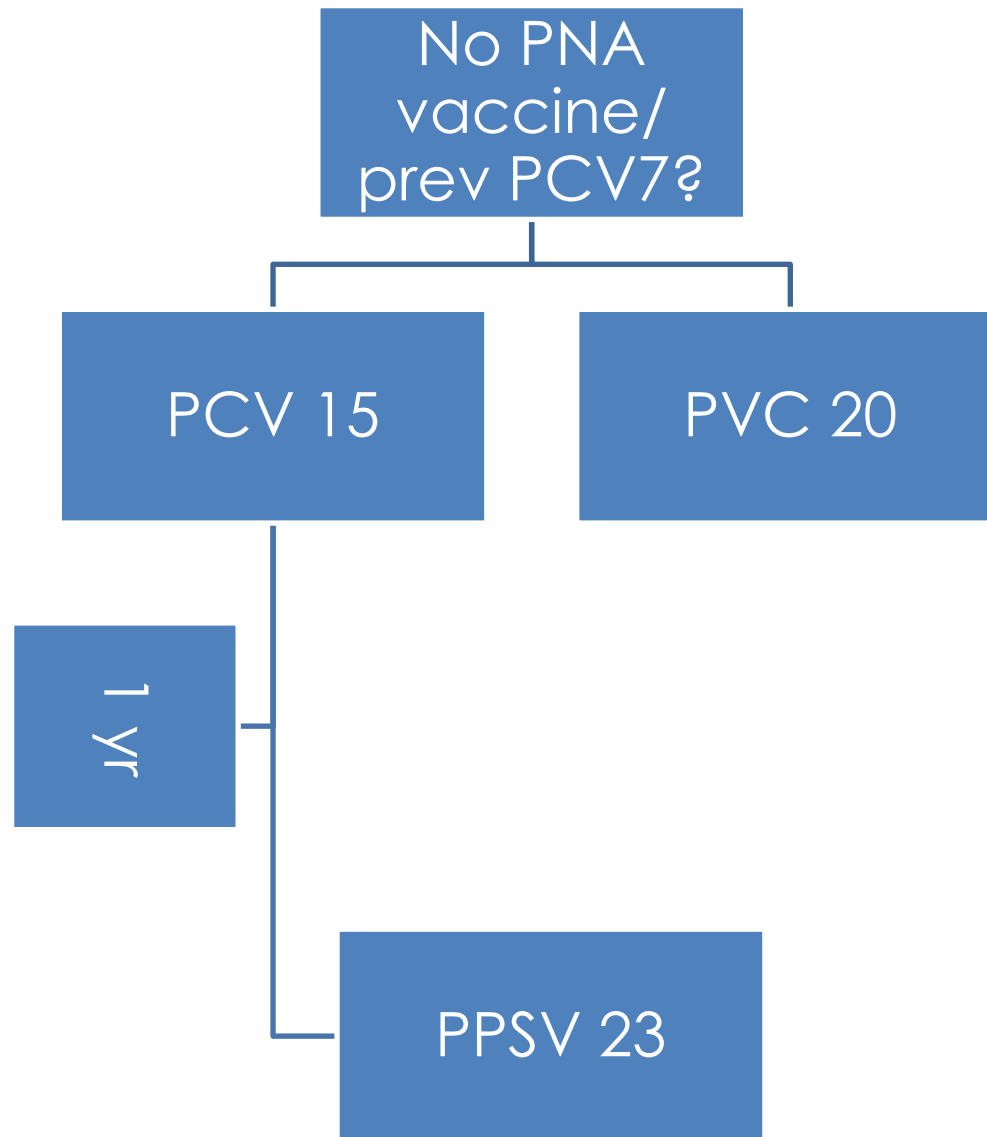 No PNA
vaccine/
prev PCV7?
PCV 15
PVC 20
1 yr
PPSV 23